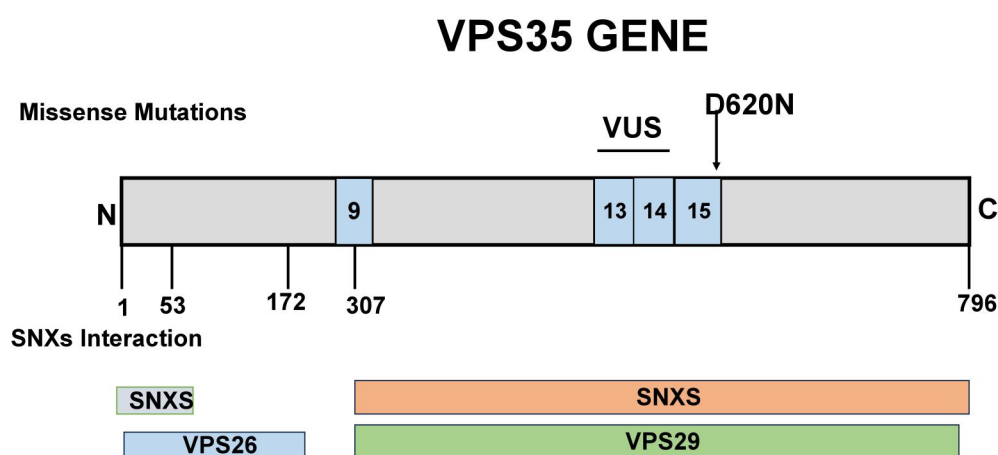 VPS35 GENE
Missense Mutations
D620N
VUS
N
9
13 14 15
C
1 53 172 307 796
SNXs Interaction
SNXS SNXS
VPS26 VPS29